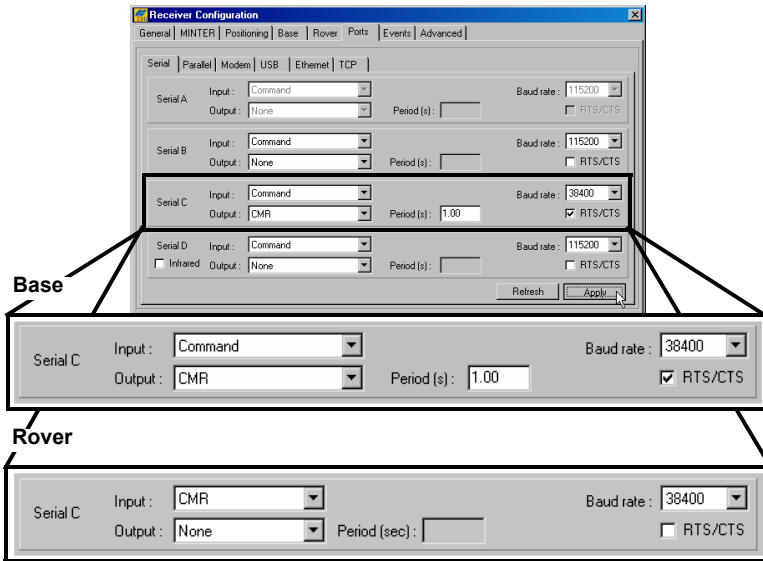 Receiver Configuration
General MINTER Positioning Base Rover Ports Events Advanced
Serial Parallel Modem USB Ethernet TCP
Serial A Input : Command Baud rate : 115200
Output : None Period (s) : RTS/CTS
Serial B Input : Command Baud rate : 115200
Output : None Period (s) : RTS/CTS
Serial C Input : Command Baud rate : 38400
Output : CMR Period (s) : 1.00 RTS/CTS
Serial D Input : Command Baud rate : 115200
Infrared Output : None Period (s) : RTS/CTS
Refresh Apply
Base
Serial C Input : Command Baud rate : 38400
Output : CMR Period (s) : 1.00 RTS/CTS
Rover
Serial C Input : CMR Baud rate : 38400
Output : None Period (sec) : RTS/CTS